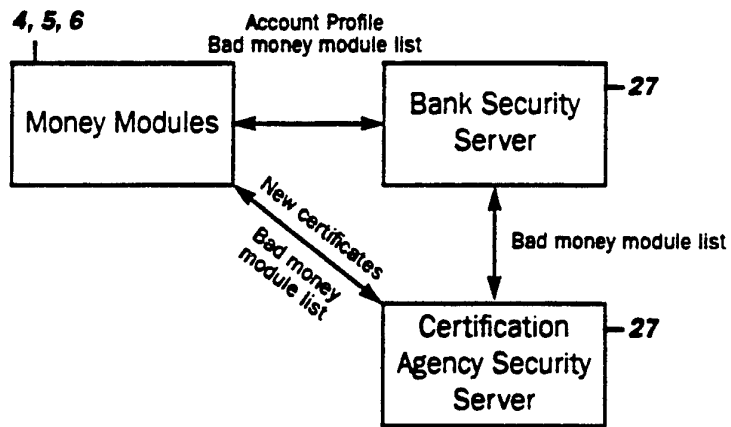 4, 5, 6
Account Profile
Bad money module list
Money Modules
Bank Security
Server
27
New certificates
Bad money
module list
Bad money module list
Certification
Agency Security
Server
27